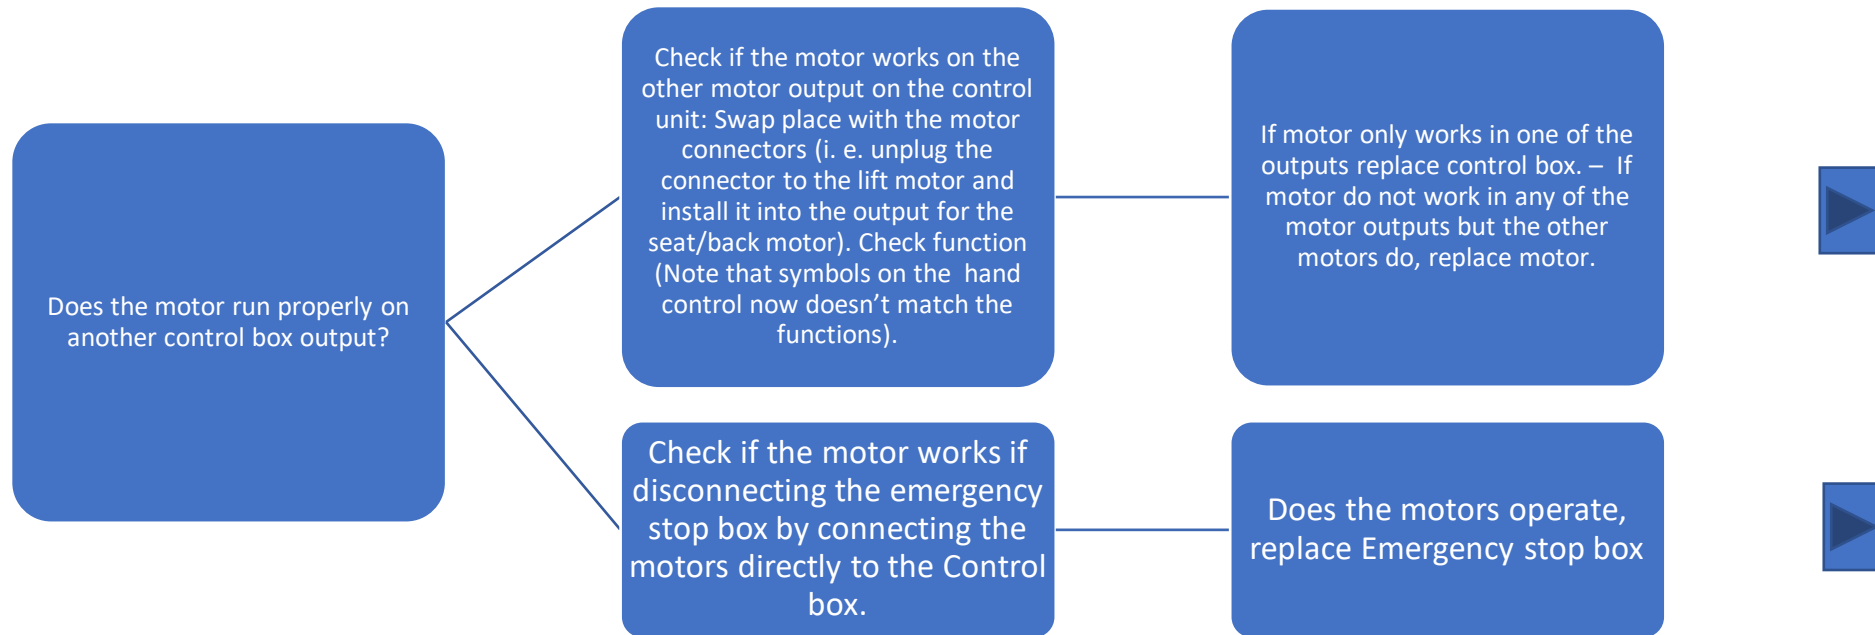 Does the motor run properly on
another control box output?
Check if the motor works on the
other motor output on the control
unit: Swap place with the motor
connectors (i. e. unplug the
connector to the lift motor and
install it into the output for the
seat/back motor). Check function
(Note that symbols on the  hand
control now doesn’t match the
functions).
If motor only works in one of the
outputs replace control box. –  If
motor do not work in any of the
motor outputs but the other
motors do, replace motor.
Check if the motor works if
disconnecting the emergency
stop box by connecting the
motors directly to the Control
box.
Does the motors operate,
replace Emergency stop box